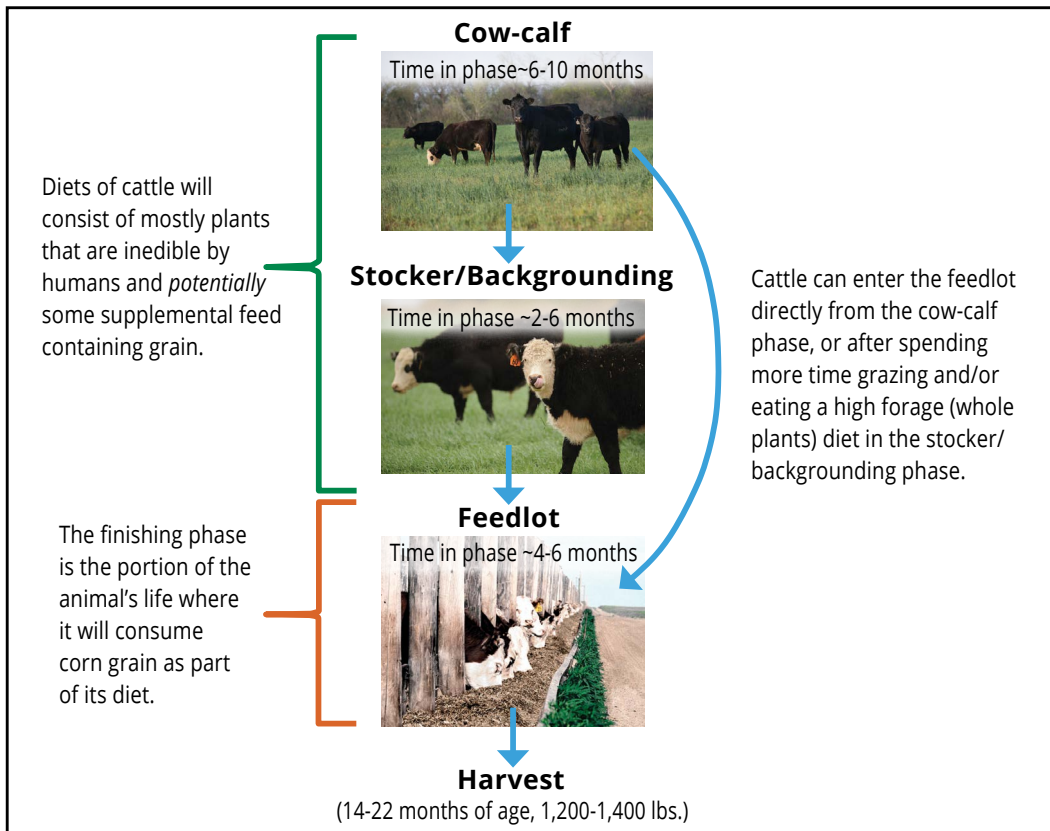 Cow-calf
Time in phase~6-10 months
Diets of cattle will
consist of mostly plants
that are inedible by
humans and potentially
some supplemental feed
containing grain.
Stocker/Backgrounding
Time in phase ~2-6 months
Cattle can enter the feedlot
directly from the cow-calf
phase, or after spending
more time grazing and/or
eating a high forage (whole
plants) diet in the stocker/
backgrounding phase.
Feedlot
Time in phase ~4-6 months
The finishing phase
is the portion of the
animal’s life where
it will consume
corn grain as part
of its diet.
Harvest
(14-22 months of age, 1,200-1,400 lbs.)